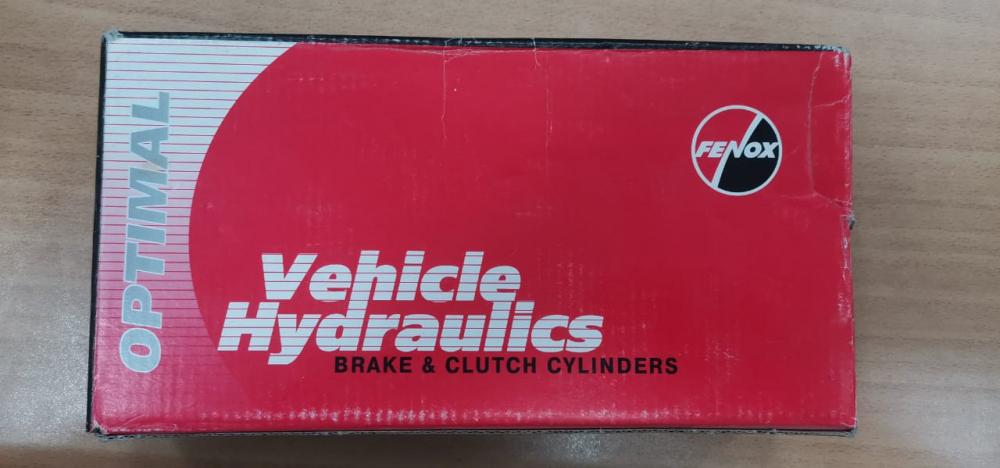 OPTIMAL
FENOX
Vehicle
Hydraulics
BRAKE & CLUTCH CYLINDERS